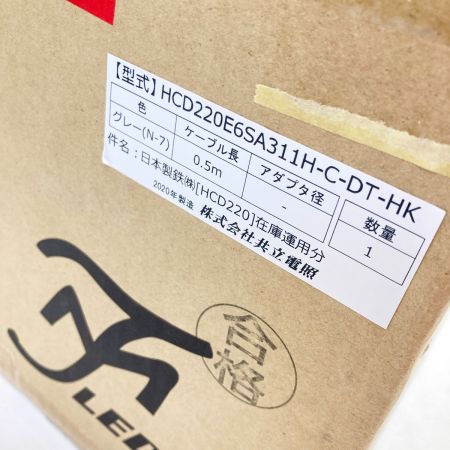 【型式】HCD220E6SA311H-C-DT-HK
色 ケーブル長 アダプタ径 数量
グレー(N-7) 0.5m - 1
件名：日本製鉄㈱[HCD220]在庫運用分
2020年製造 株式会社共立電照
合格
LED